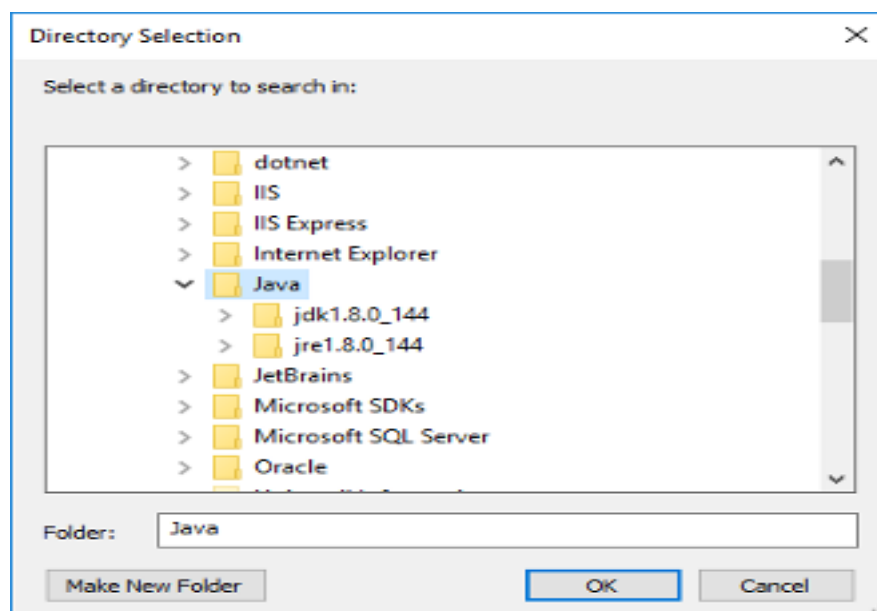 Directory Selection
Select a directory to search in:
dotnet
IIS
IIS Express
Internet Explorer
Java
jdk1.8.0_144
jre1.8.0_144
JetBrains
Microsoft SDKs
Microsoft SQL Server
Oracle
Folder: Java
Make New Folder OK Cancel